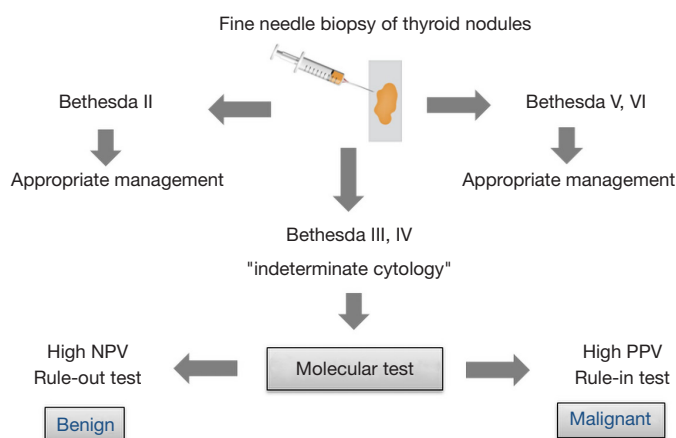 Fine needle biopsy of thyroid nodules
Bethesda II
Bethesda V, VI
Appropriate management
Appropriate management
Bethesda III, IV
"indeterminate cytology"
High NPV
Rule-out test
Molecular test
High PPV
Rule-in test
Benign
Malignant